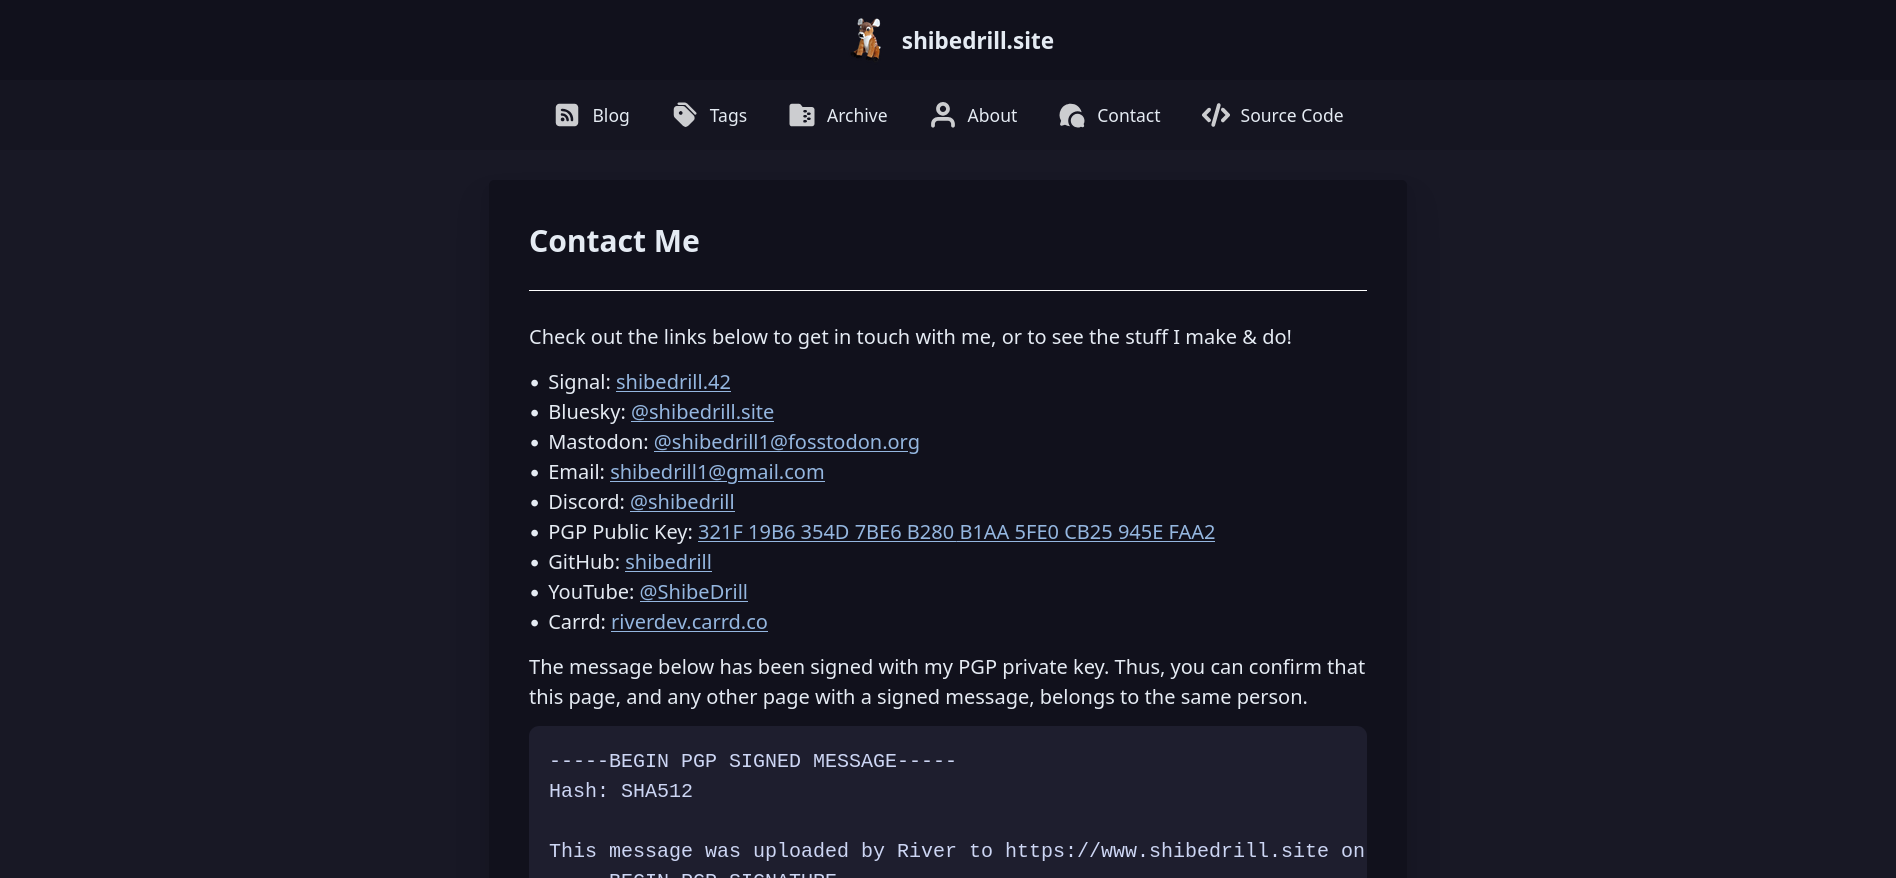 shibedrill.site
Blog Tags Archive About Contact Source Code
Contact Me
Check out the links below to get in touch with me, or to see the stuff I make & do!
• Signal: shibedrill.42
• Bluesky: @shibedrill.site
• Mastodon: @shibedrill1@fosstodon.org
• Email: shibedrill1@gmail.com
• Discord: @shibedrill
• PGP Public Key: 321F 19B6 354D 7BE6 B280 B1AA 5FE0 CB25 945E FAA2
• GitHub: shibedrill
• YouTube: @ShibeDrill
• Carrd: riverdev.carrd.co
The message below has been signed with my PGP private key. Thus, you can confirm that
this page, and any other page with a signed message, belongs to the same person.
-----BEGIN PGP SIGNED MESSAGE-----
Hash: SHA512
This message was uploaded by River to https://www.shibedrill.site on
-----BEGIN PGP SIGNATURE-----